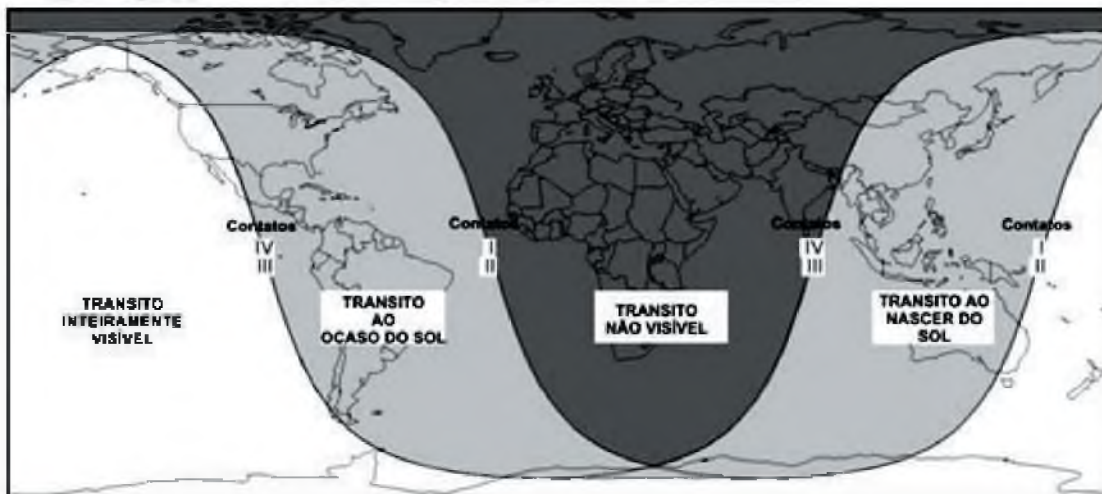 Contatos
IV
III
Contatos
I
II
Contatos
IV
III
Contatos
I
II
TRANSITO
INTEIRAMENTE
VISÍVEL
TRANSITO
AO
OCASO DO SOL
TRANSITO
NÃO VISÍVEL
TRANSITO AO
NASCER DO
SOL